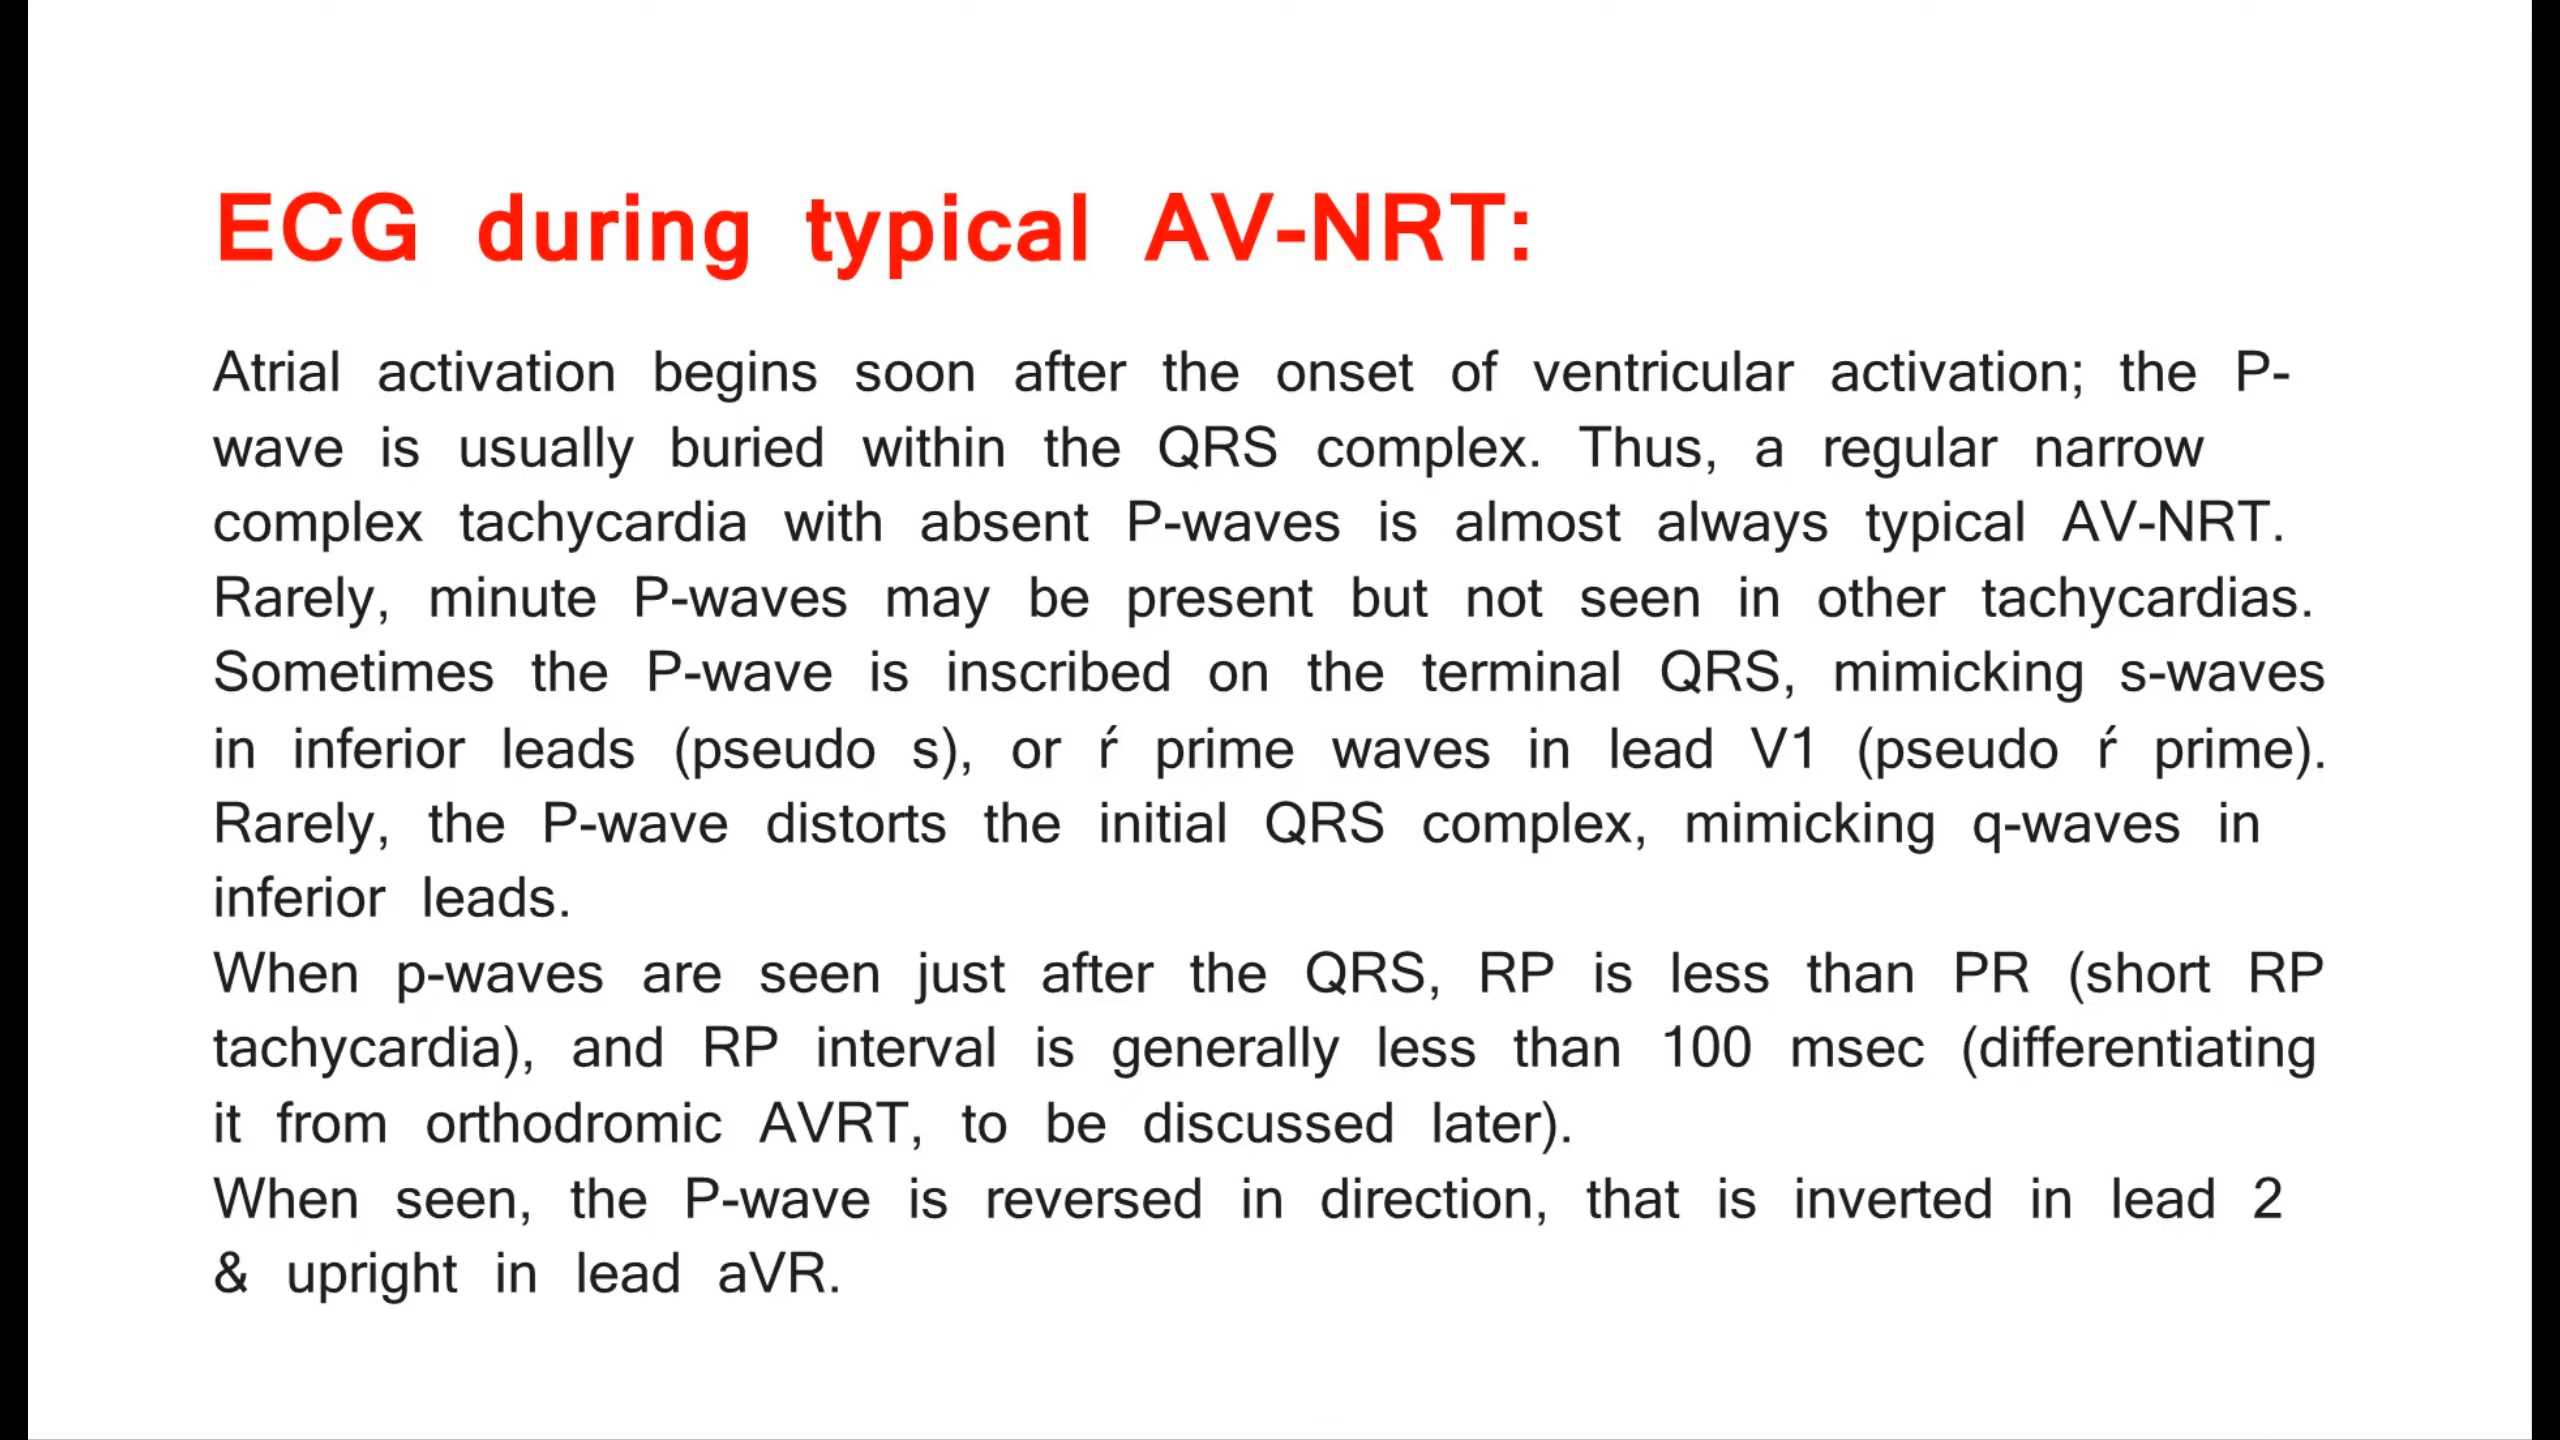 ECG during typical AV-NRT:
Atrial activation begins soon after the onset of ventricular activation; the P-
wave is usually buried within the QRS complex. Thus, a regular narrow
complex tachycardia with absent P-waves is almost always typical AV-NRT.
Rarely, minute P-waves may be present but not seen in other tachycardias.
Sometimes the P-wave is inscribed on the terminal QRS, mimicking s-waves
in inferior leads (pseudo s), or ŕ prime waves in lead V1 (pseudo ŕ prime).
Rarely, the P-wave distorts the initial QRS complex, mimicking q-waves in
inferior leads.
When p-waves are seen just after the QRS, RP is less than PR (short RP
tachycardia), and RP interval is generally less than 100 msec (differentiating
it from orthodromic AVRT, to be discussed later).
When seen, the P-wave is reversed in direction, that is inverted in lead 2
& upright in lead aVR.